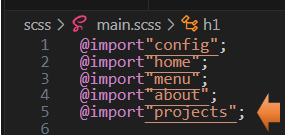 scss > main.scss > h1
1 @import"config";
2 @import"home";
3 @import"menu";
4 @import"about";
5 @import"projects";
6